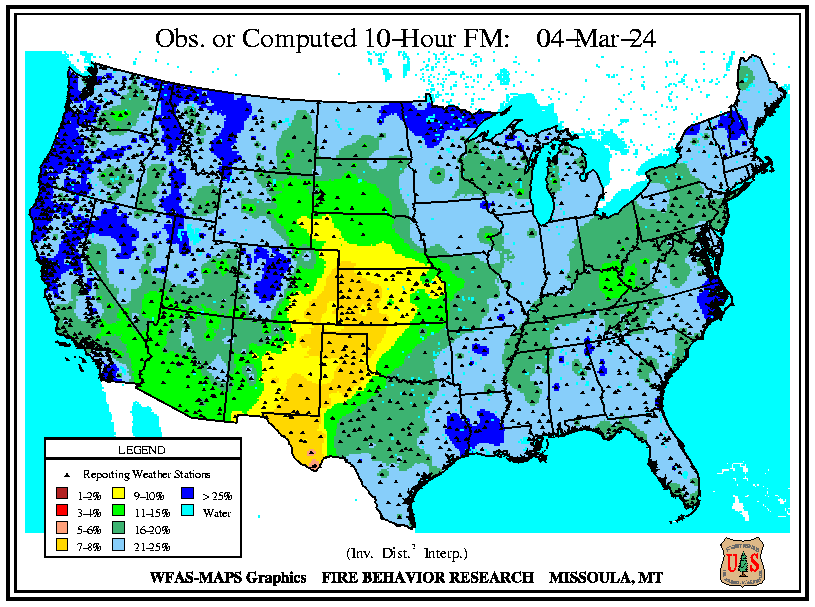 Obs. or Computed 10-Hour FM: 04-Mar-24
LEGEND
Reporting Weather Stations
1-2% 9-10% > 25%
3-4% 11-15% Water
5-6% 16-20%
7-8% 21-25%
(Inv. Dist.² Interp.)
WFAS-MAPS Graphics FIRE BEHAVIOR RESEARCH MISSOULA, MT
U S